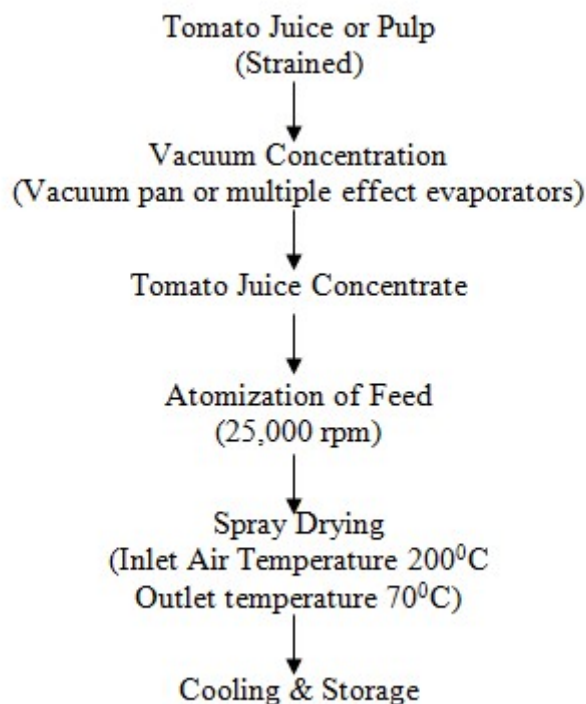 Tomato Juice or Pulp
(Strained)
Vacuum Concentration
(Vacuum pan or multiple effect evaporators)
Tomato Juice Concentrate
Atomization of Feed
(25,000 rpm)
Spray Drying
(Inlet Air Temperature 200⁰C
Outlet temperature 70⁰C)
Cooling & Storage